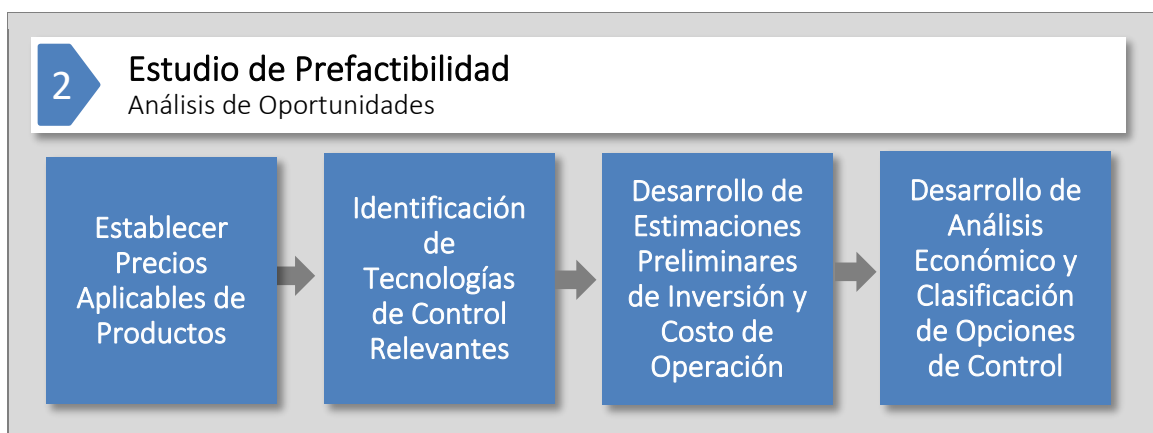 2
Estudio de Prefactibilidad
Análisis de Oportunidades
Establecer
Precios
Aplicables de
Productos
Identificación
de
Tecnologías
de Control
Relevantes
Desarrollo de
Estimaciones
Preliminares
de Inversión y
Costo de
Operación
Desarrollo de
Análisis
Económico y
Clasificación
de Opciones
de Control